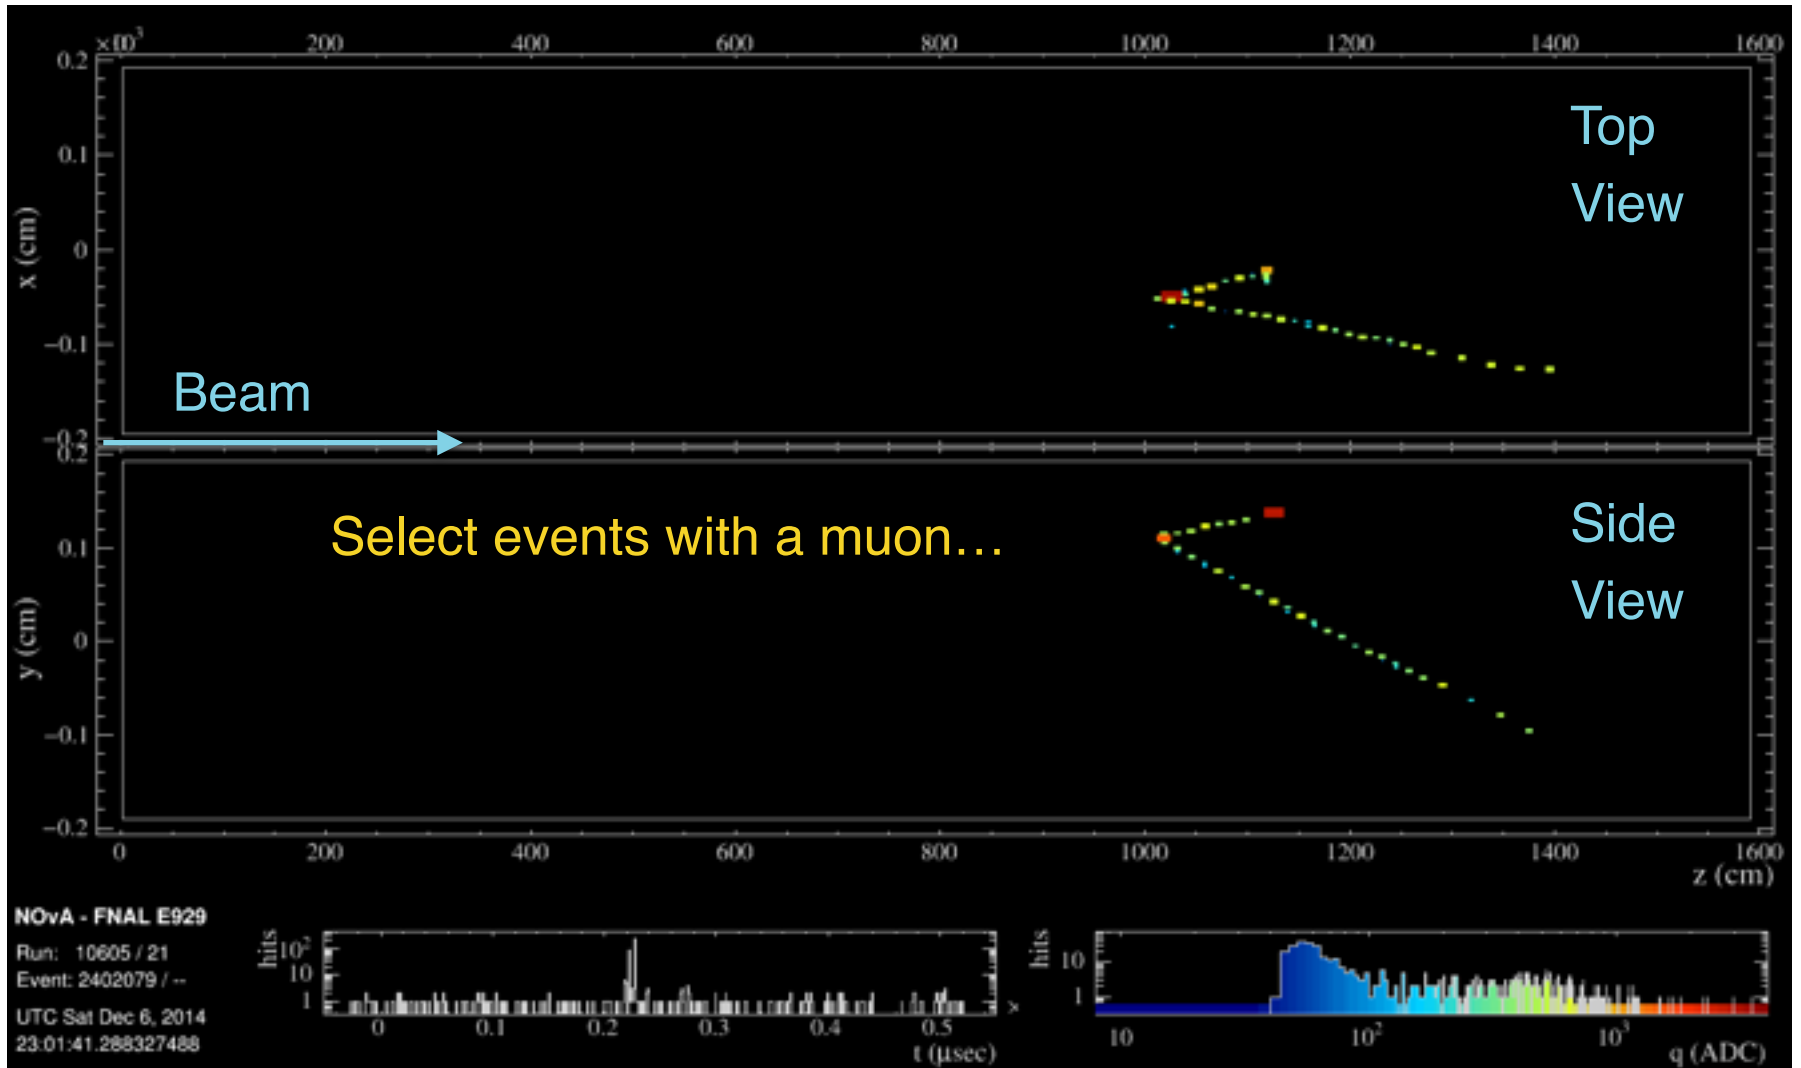 ×10³
0 200 400 600 800 1000 1200 1400 1600
0.2
0.1
0
−0.1
−0.2
x (cm)
Top
View
Beam
0.2
0.1
0
−0.1
−0.2
y (cm)
Select events with a muon…
Side
View
0 200 400 600 800 1000 1200 1400 1600
z (cm)
NOvA - FNAL E929
Run: 10605 / 21
Event: 2402079 / --
UTC Sat Dec 6, 2014
23:01:41.288327488
hits
10²
10
1
0 0.1 0.2 0.3 0.4 0.5
×
t (μsec)
hits
10
1
10 10² 10³
q (ADC)